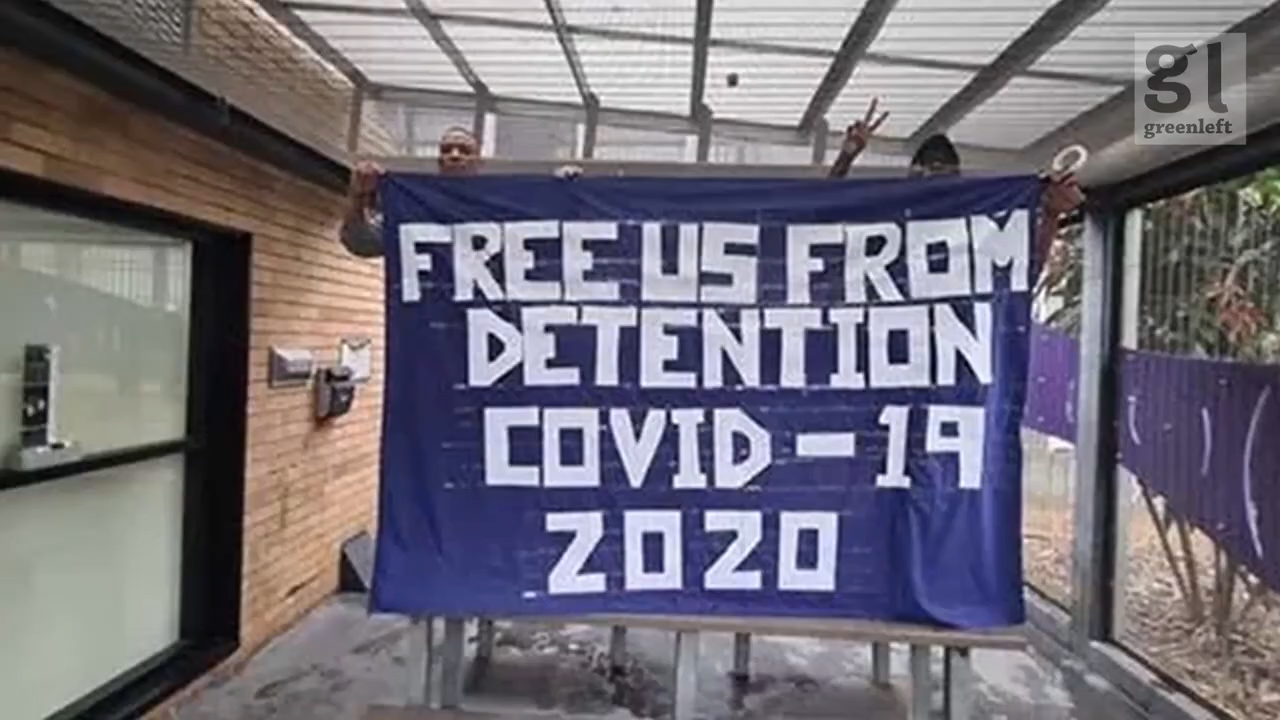 gl
greenleft
FREE US FROM
DETENTION
COVID-19
2020